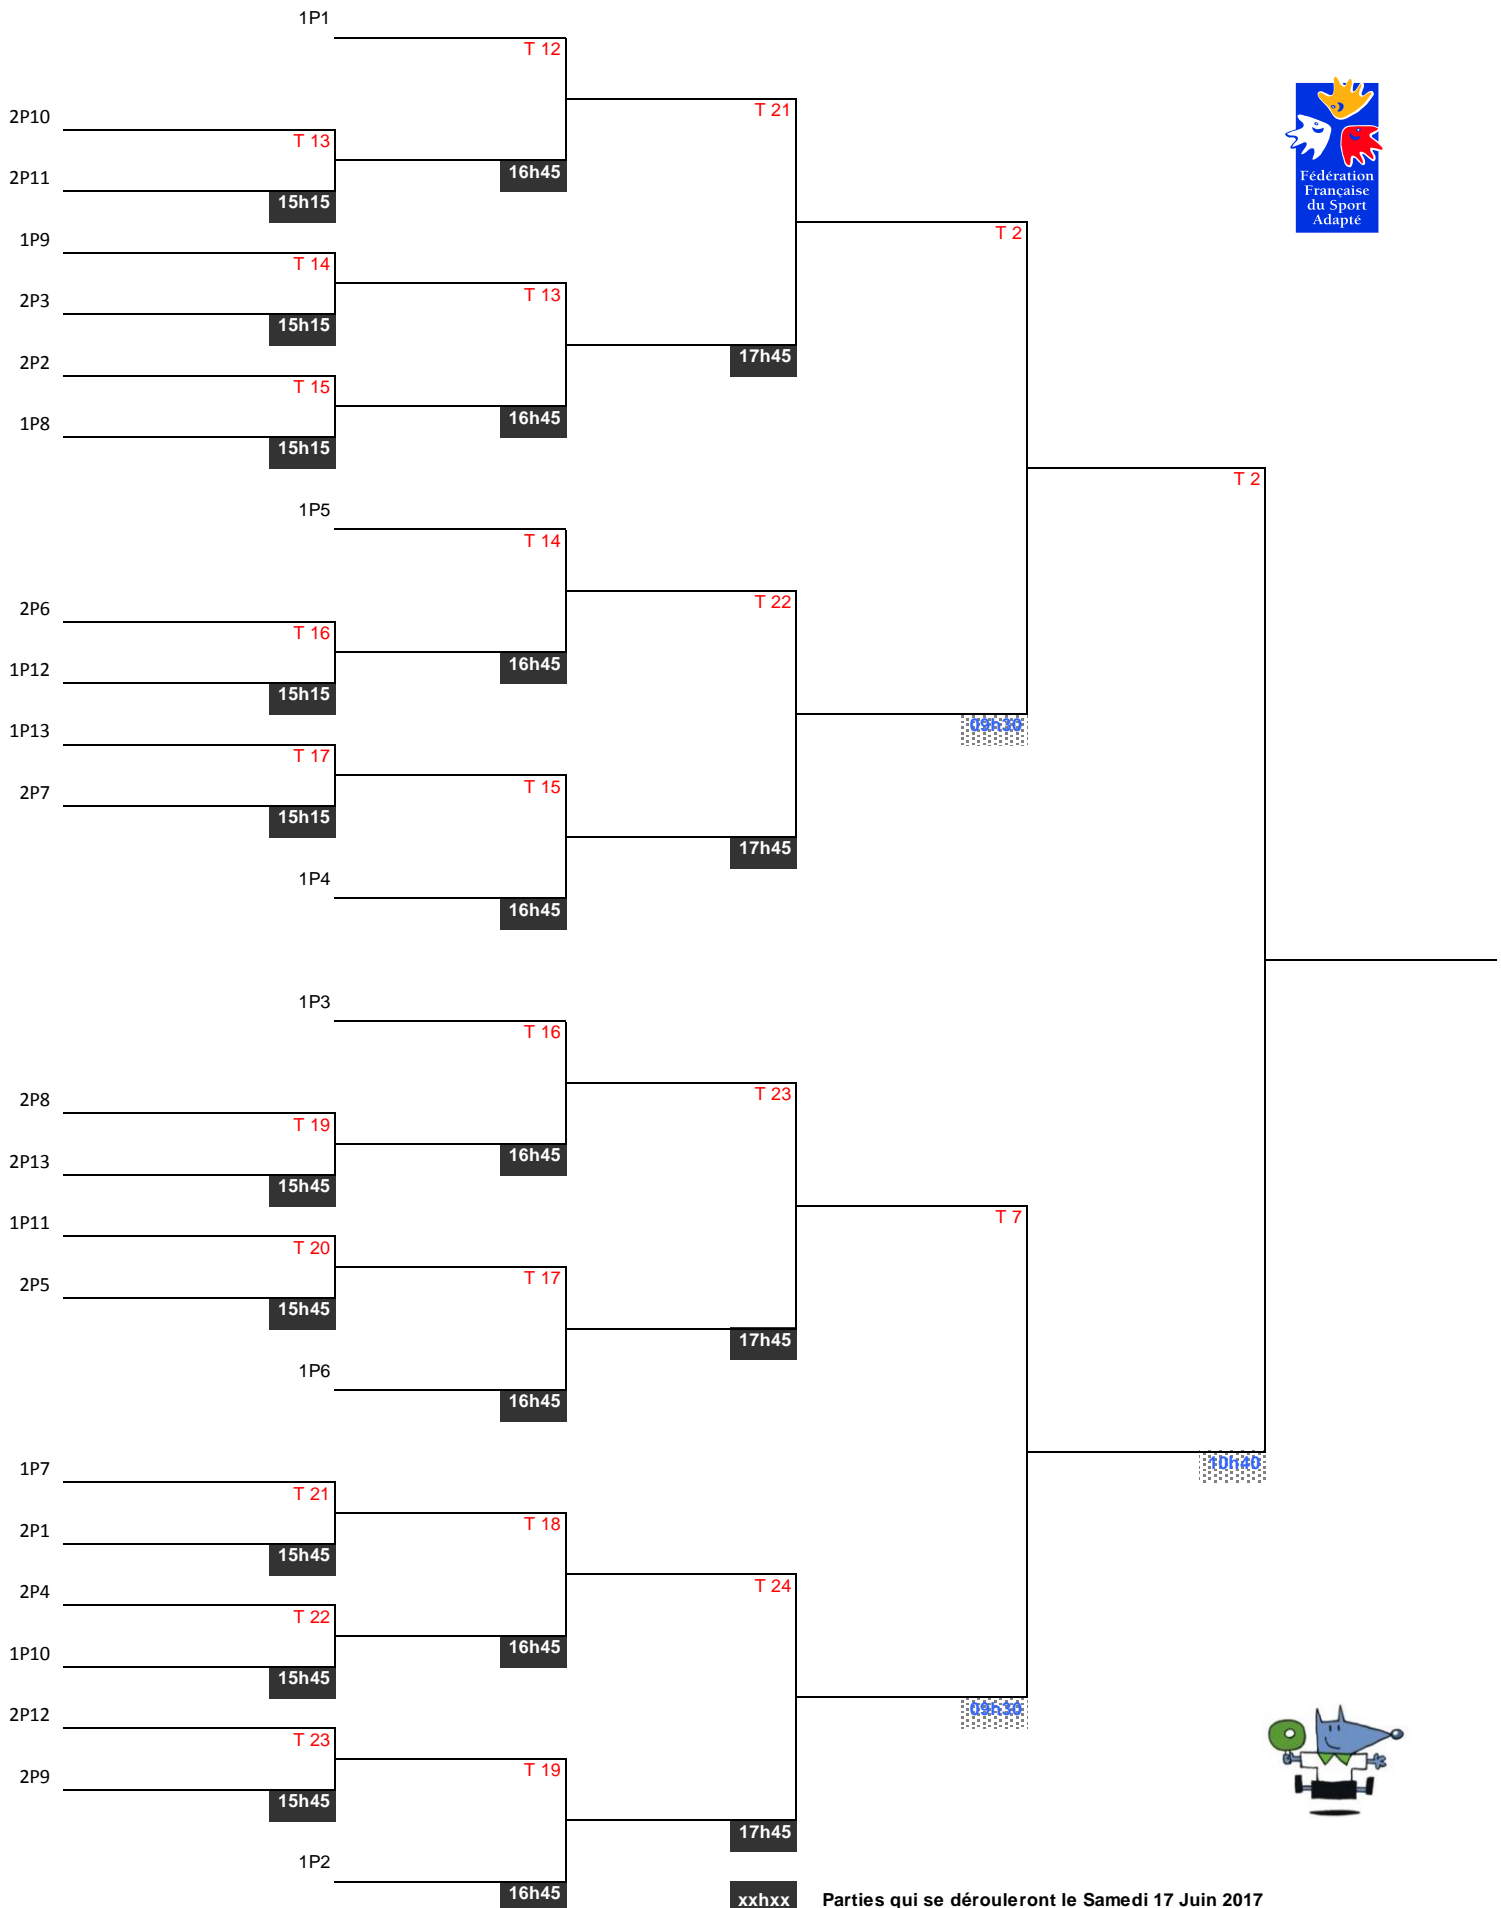 1P1
T 12
2P10
T 21
T 13
2P11
16h45
15h15
1P9
T 2
T 14
2P3
T 13
15h15
2P2
17h45
T 15
1P8
16h45
15h15
T 2
1P5
T 14
2P6
T 22
T 16
1P12
16h45
15h15
1P13
09h30
T 17
2P7
T 15
15h15
17h45
1P4
16h45
1P3
T 16
2P8
T 23
T 19
2P13
16h45
15h45
1P11
T 7
T 20
2P5
T 17
15h45
17h45
1P6
16h45
1P7
10h40
T 21
2P1
T 18
15h45
2P4
T 24
T 22
1P10
16h45
15h45
2P12
09h30
T 23
2P9
T 19
15h45
17h45
1P2
16h45
xxhxx Parties qui se dérouleront le Samedi 17 Juin 2017
Fédération
Française
du Sport
Adapté